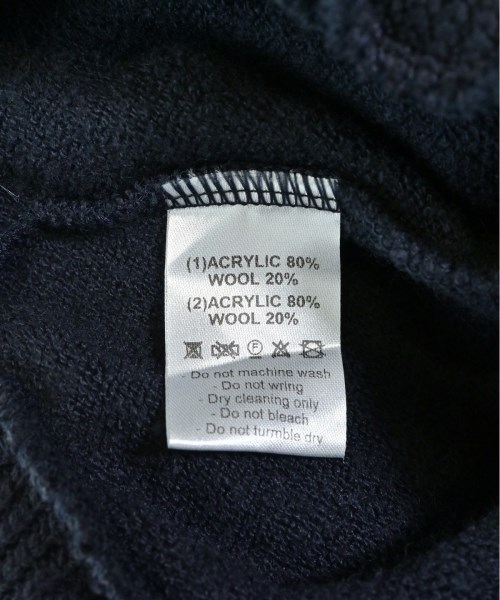 (1)ACRYLIC 80%
WOOL 20%
(2)ACRYLIC 80%
WOOL 20%
F
- Do not machine wash
- Do not wring
- Dry cleaning only
- Do not bleach
- Do not turmble dry